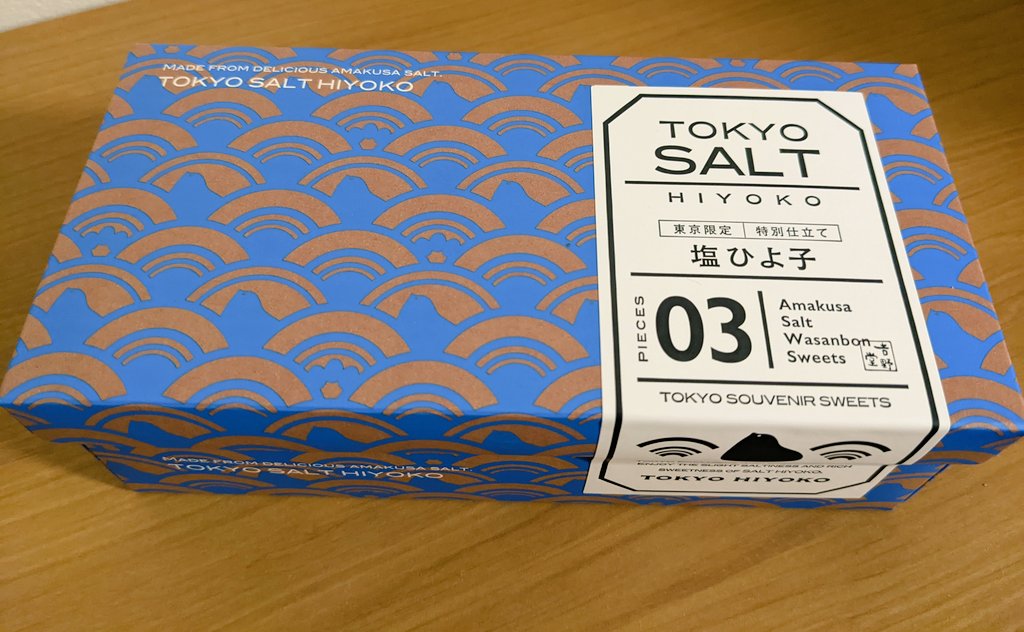 MADE FROM DELICIOUS AMAKUSA SALT.
TOKYO SALT HIYOKO
TOKYO
SALT
HIYOKO
東京限定 特別仕立て
塩ひよ子
PIECES
03
Amakusa
Salt
Wasanbon
Sweets
吉野堂
TOKYO SOUVENIR SWEETS
ENJOY THE SLIGHT SALTINESS AND RICH
SWEETNESS OF SALT HIYOKO.
TOKYO HIYOKO
MADE FROM DELICIOUS AMAKUSA SALT.
TOKYO SALT HIYOKO